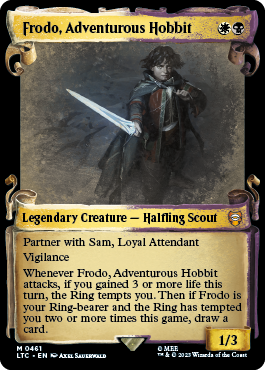 Frodo, Adventurous Hobbit
Legendary Creature — Halfling Scout
Partner with Sam, Loyal Attendant
Vigilance
Whenever Frodo, Adventurous Hobbit
attacks, if you gained 3 or more life this
turn, the Ring tempts you. Then if Frodo is
your Ring-bearer and the Ring has tempted
you two or more times this game, draw a
card.
1/3
M 0461
LTC • EN Axel Sauerwald
© MEE
™ & © 2023 Wizards of the Coast